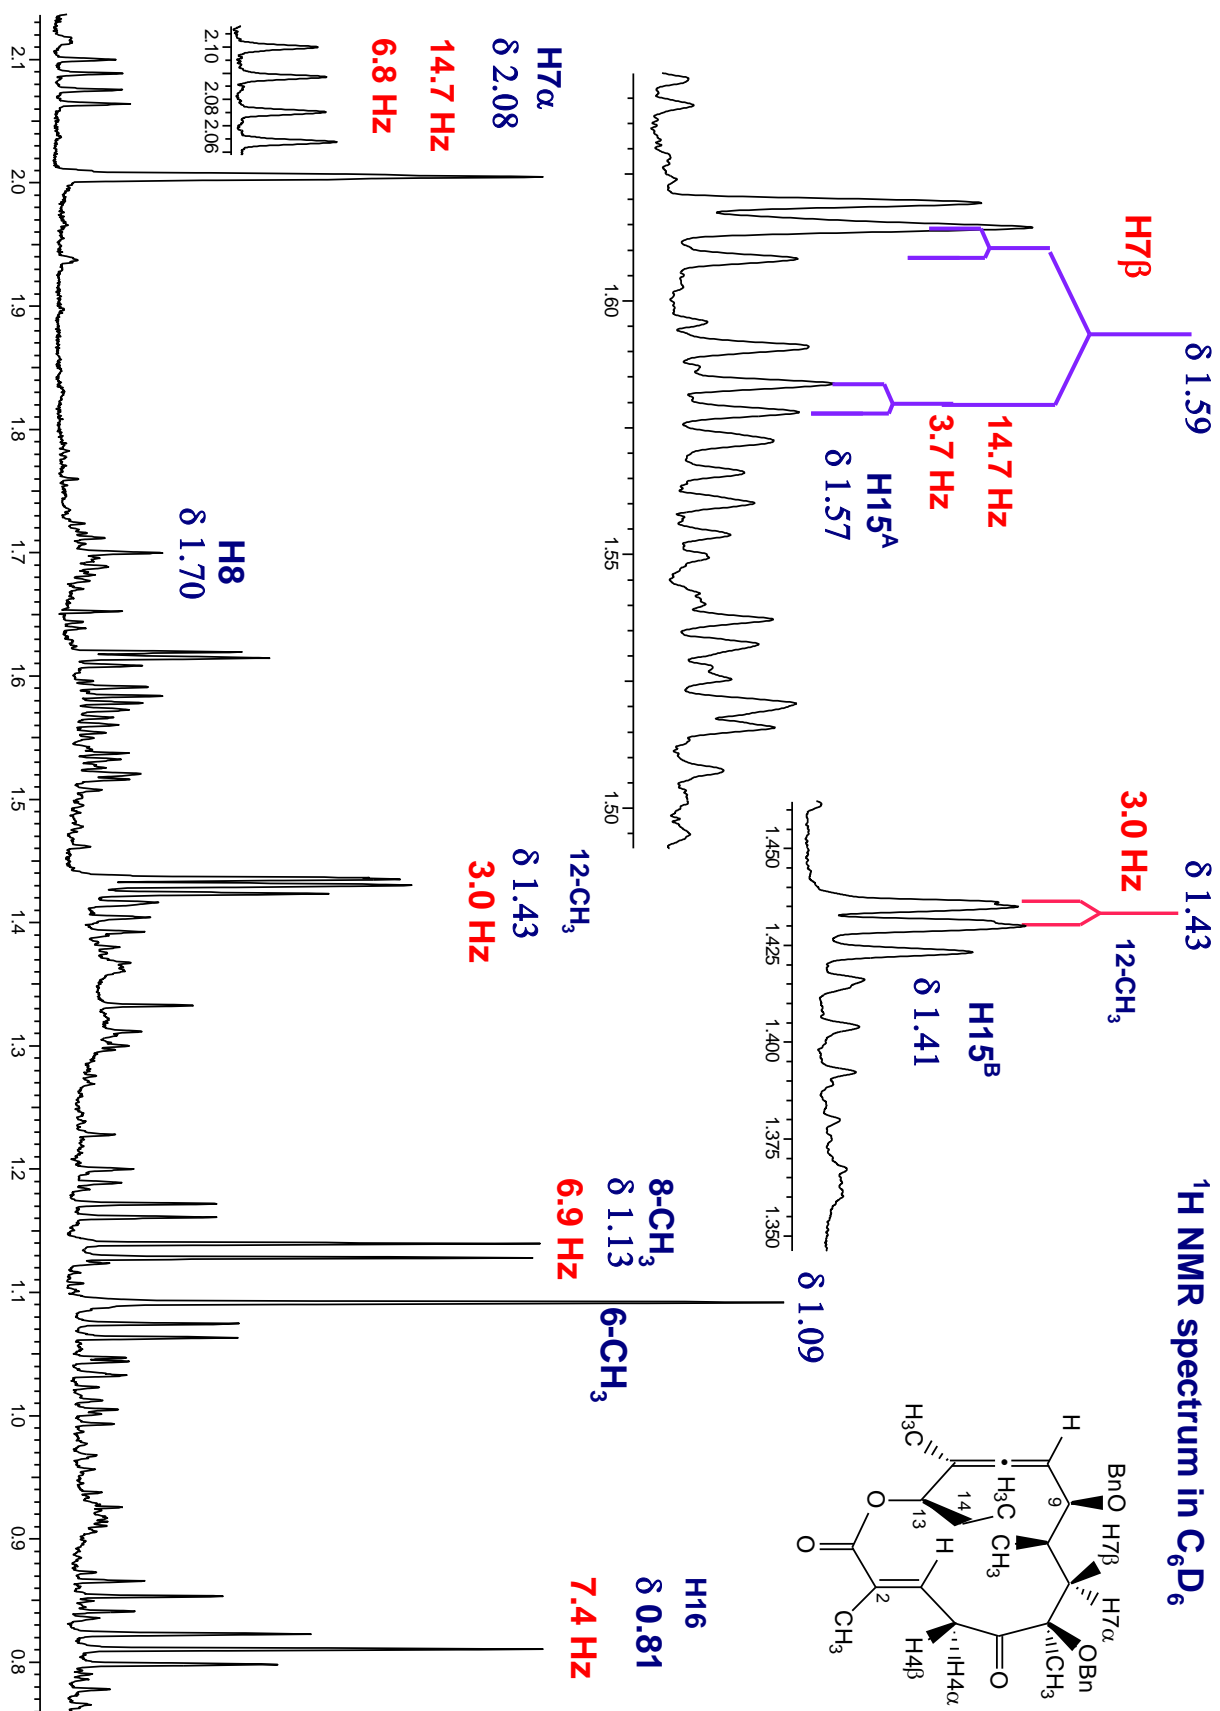 ¹H NMR spectrum in C₆D₆
H7β
δ 1.59
14.7 Hz
3.7 Hz
H15ᴬ
δ 1.57
1.60
1.55
1.50
δ 1.43
3.0 Hz
12-CH₃
H15ᴮ
δ 1.41
1.450
1.425
1.400
1.375
1.350
H7α
δ 2.08
14.7 Hz
6.8 Hz
2.10
2.08
2.06
H8
δ 1.70
12-CH₃
δ 1.43
3.0 Hz
8-CH₃
δ 1.13
6.9 Hz
δ 1.09
6-CH₃
H16
δ 0.81
7.4 Hz
BnO
H7β
H7α
H
9
OBn
H₃C
H₃C
14
CH₃
CH₃
13
H
O
O
2
O
CH₃
H4β
H4α
2.1
2.0
1.9
1.8
1.7
1.6
1.5
1.4
1.3
1.2
1.1
1.0
0.9
0.8